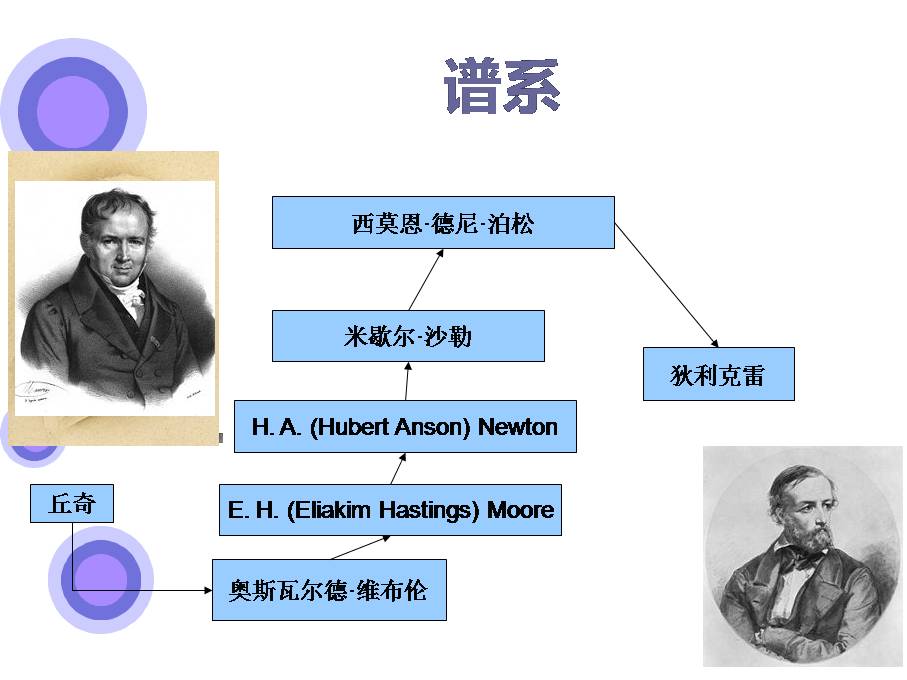 谱系
西莫恩·德尼·泊松
米歇尔·沙勒
狄利克雷
H. A. (Hubert Anson) Newton
丘奇
E. H. (Eliakim Hastings) Moore
奥斯瓦尔德·维布伦